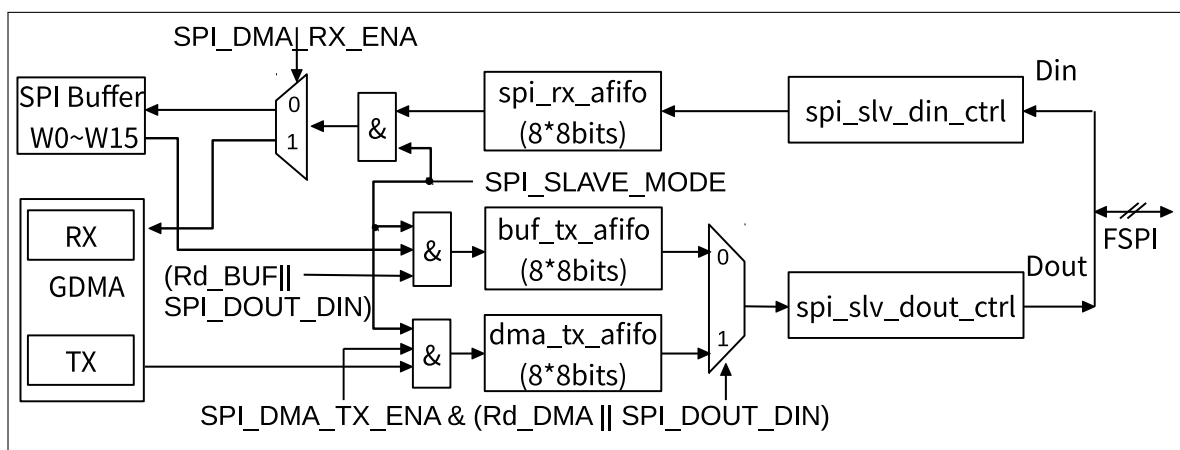 SPI_DMA_RX_ENA
SPI Buffer
W0~W15
0
1
&
spi_rx_afifo
(8*8bits)
spi_slv_din_ctrl
Din
SPI_SLAVE_MODE
RX
GDMA
TX
(Rd_BUF||
SPI_DOUT_DIN)
&
buf_tx_afifo
(8*8bits)
&
dma_tx_afifo
(8*8bits)
0
1
spi_slv_dout_ctrl
Dout
FSPI
SPI_DMA_TX_ENA & (Rd_DMA || SPI_DOUT_DIN)